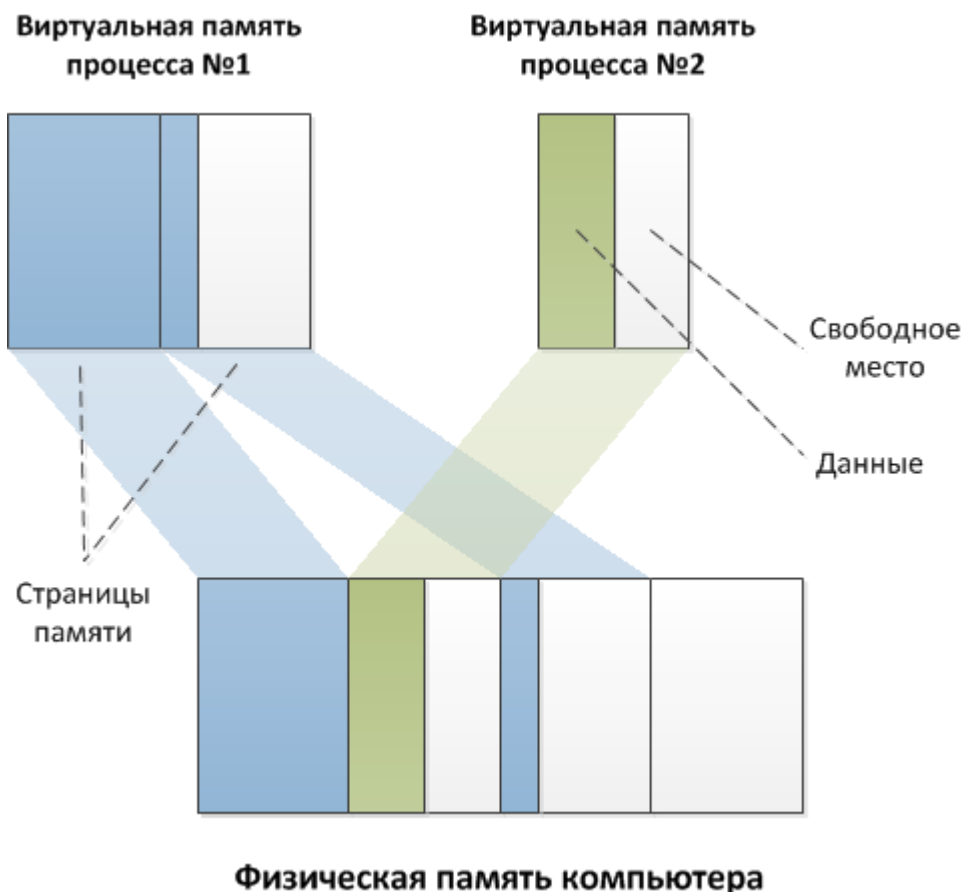 Виртуальная память
процесса №1
Виртуальная память
процесса №2
Свободное
место
Данные
Страницы
памяти
Физическая память компьютера